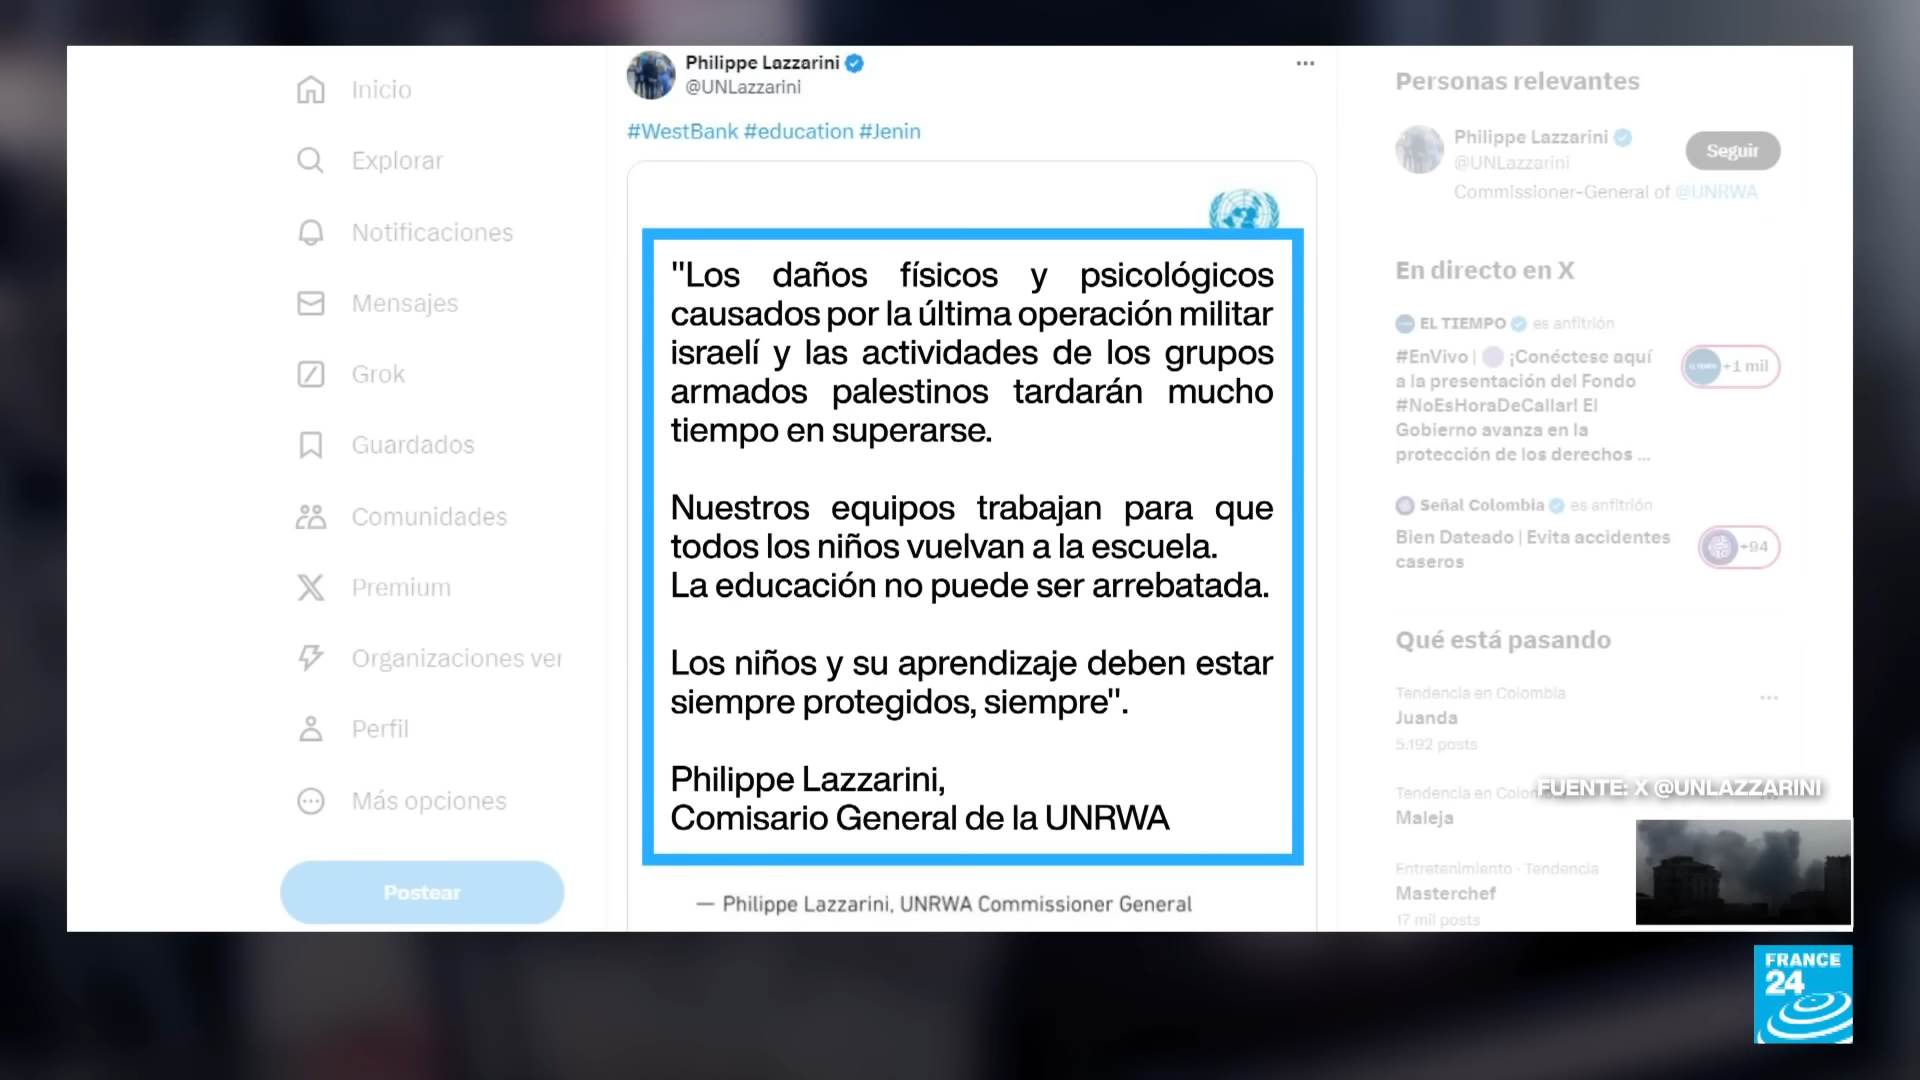 Inicio
Explorar
Notificaciones
Mensajes
Grok
Guardados
Comunidades
Premium
Organizaciones ver
Perfil
Más opciones
Postear
Philippe Lazzarini
@UNLazzarini
#WestBank #education #Jenin
"Los daños físicos y psicológicos
causados por la última operación militar
israelí y las actividades de los grupos
armados palestinos tardarán mucho
tiempo en superarse.
Nuestros equipos trabajan para que
todos los niños vuelvan a la escuela.
La educación no puede ser arrebatada.
Los niños y su aprendizaje deben estar
siempre protegidos, siempre".
Philippe Lazzarini,
Comisario General de la UNRWA
— Philippe Lazzarini, UNRWA Commissioner General
Personas relevantes
Philippe Lazzarini
@UNLazzarini
Seguir
Commissioner-General of @UNRWA
En directo en X
EL TIEMPO es anfitrión
#EnVivo | ¡Conéctese aquí
a la presentación del Fondo
#NoEsHoraDeCallar! El
Gobierno avanza en la
protección de los derechos ...
+1 mil
Señal Colombia es anfitrión
Bien Dateado | Evita accidentes
caseros
+94
Qué está pasando
Tendencia en Colombia
Juanda
5.192 posts
Tendencia en
Maleja
FUENTE: X @UNLAZZARINI
Entretenimiento · Tendencia
Masterchef
17 mil posts
FRANCE
24